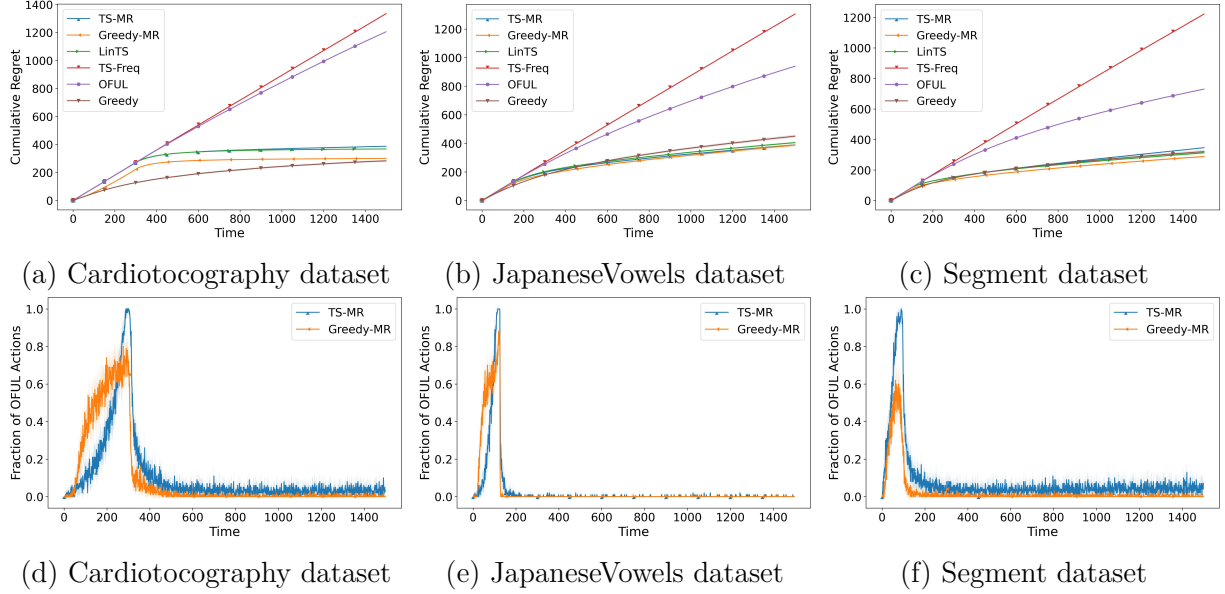 1400
1200
1000
800
600
400
200
0
Cumulative Regret
0 200 400 600 800 1000 1200 1400
Time
TS-MR
Greedy-MR
LinTS
TS-Freq
OFUL
Greedy
(a) Cardiotocography dataset
1200
1000
800
600
400
200
0
Cumulative Regret
0 200 400 600 800 1000 1200 1400
Time
TS-MR
Greedy-MR
LinTS
TS-Freq
OFUL
Greedy
(b) JapaneseVowels dataset
1200
1000
800
600
400
200
0
Cumulative Regret
0 200 400 600 800 1000 1200 1400
Time
TS-MR
Greedy-MR
LinTS
TS-Freq
OFUL
Greedy
(c) Segment dataset
1.0
0.8
0.6
0.4
0.2
0.0
Fraction of OFUL Actions
0 200 400 600 800 1000 1200 1400
Time
TS-MR
Greedy-MR
(d) Cardiotocography dataset
1.0
0.8
0.6
0.4
0.2
0.0
Fraction of OFUL Actions
0 200 400 600 800 1000 1200 1400
Time
TS-MR
Greedy-MR
(e) JapaneseVowels dataset
1.0
0.8
0.6
0.4
0.2
0.0
Fraction of OFUL Actions
0 200 400 600 800 1000 1200 1400
Time
TS-MR
Greedy-MR
(f) Segment dataset